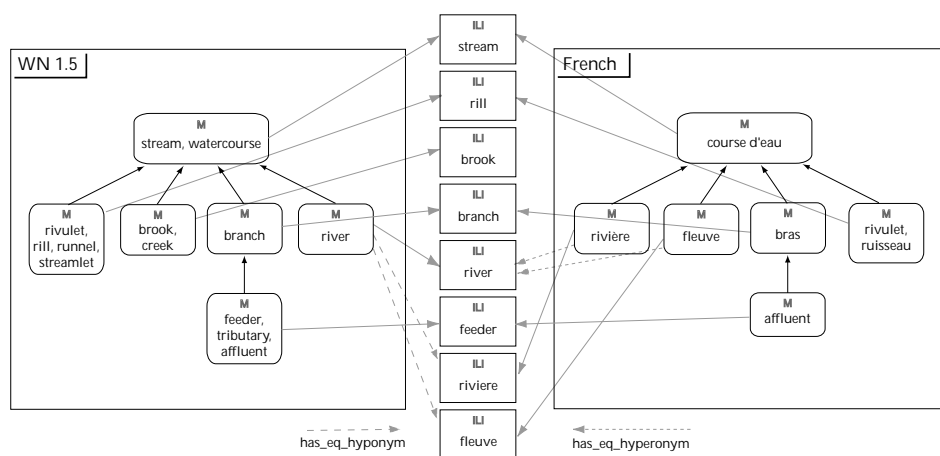 WN 1.5
French
ILI
stream
ILI
rill
ILI
brook
ILI
branch
ILI
river
ILI
feeder
ILI
riviere
ILI
fleuve
M
stream, watercourse
M
rivulet,
rill, runnel,
streamlet
M
brook,
creek
M
branch
M
river
M
feeder,
tributary,
affluent
M
course d'eau
M
rivière
M
fleuve
M
bras
M
rivulet,
ruisseau
M
affluent
has_eq_hyponym
has_eq_hyperonym